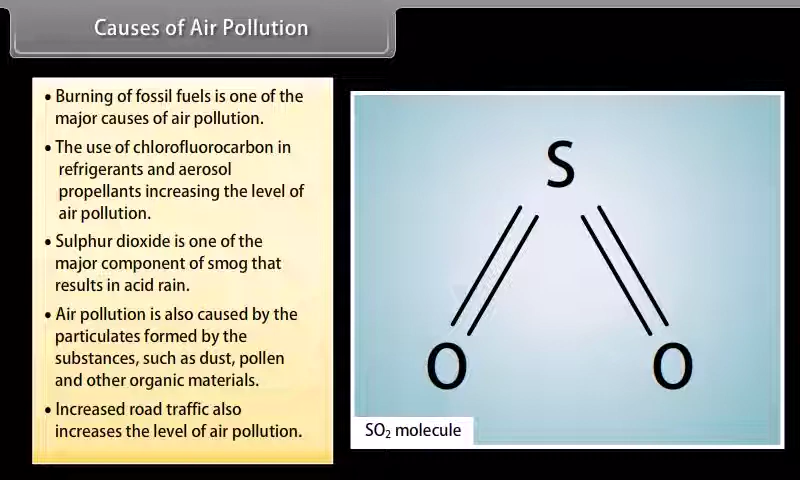 Causes of Air Pollution
• Burning of fossil fuels is one of the
major causes of air pollution.
• The use of chlorofluorocarbon in
refrigerants and aerosol
propellants increasing the level of
air pollution.
• Sulphur dioxide is one of the
major component of smog that
results in acid rain.
• Air pollution is also caused by the
particulates formed by the
substances, such as dust, pollen
and other organic materials.
• Increased road traffic also
increases the level of air pollution.
S
O O
SO₂ molecule